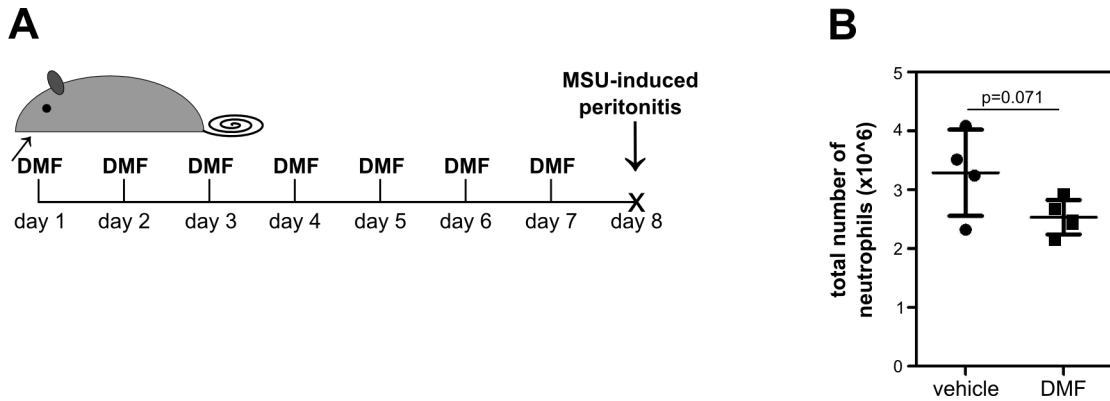 A
MSU-induced
peritonitis
DMF DMF DMF DMF DMF DMF DMF
day 1 day 2 day 3 day 4 day 5 day 6 day 7 day 8
X
B
total number of
neutrophils (x10^6)
5
4
3
2
1
0
p=0.071
vehicle DMF